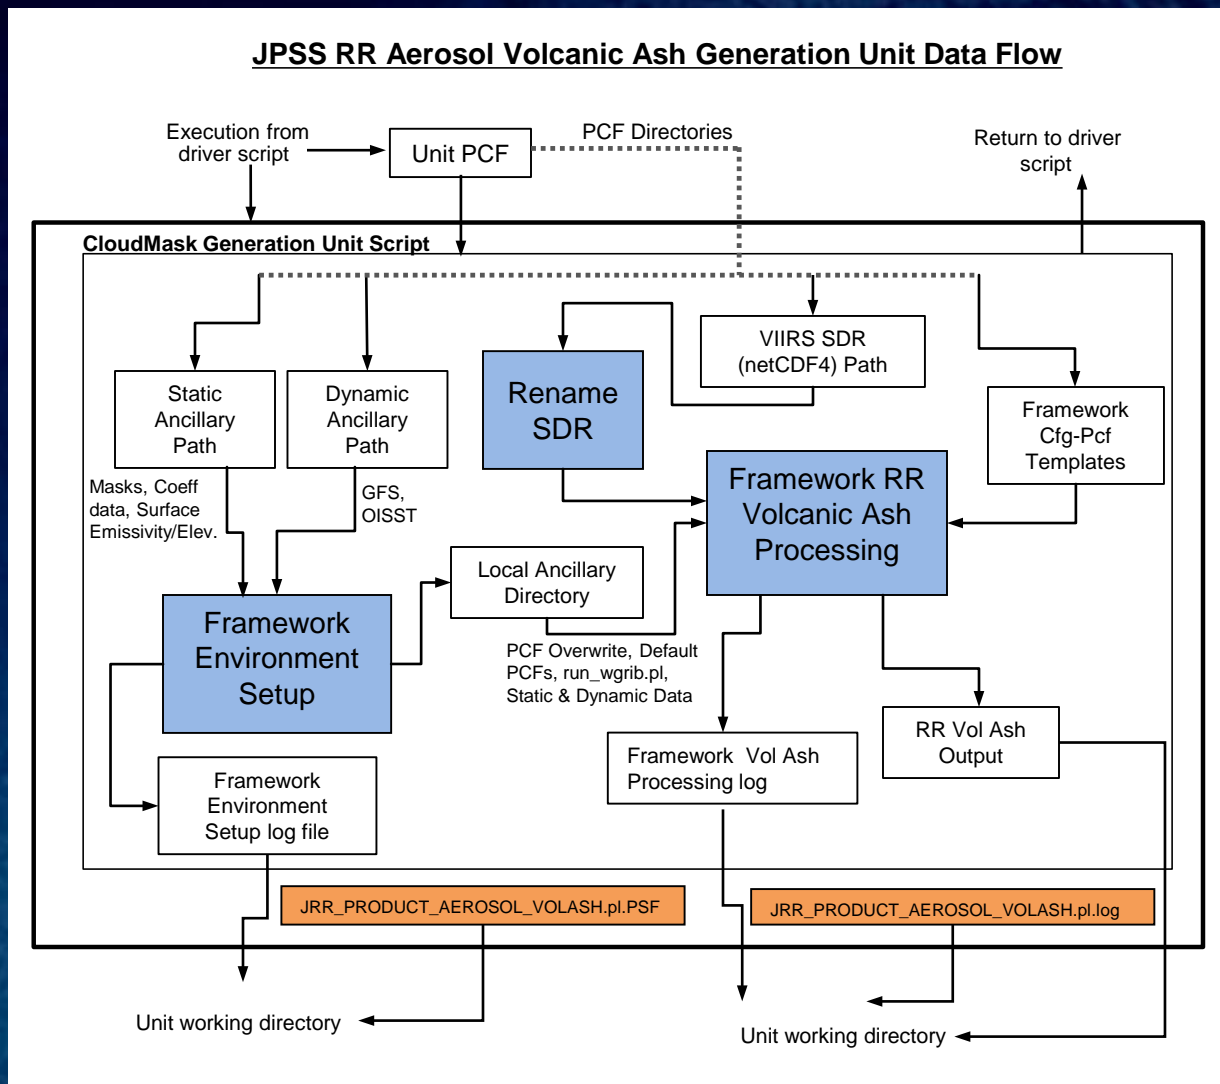 JPSS RR Aerosol Volcanic Ash Generation Unit Data Flow
Execution from
driver script
Unit PCF
PCF Directories
Return to driver
script
CloudMask Generation Unit Script
Static
Ancillary
Path
Dynamic
Ancillary
Path
Rename
SDR
VIIRS SDR
(netCDF4) Path
Framework
Cfg-Pcf
Templates
Masks, Coeff
data, Surface
Emissivity/Elev.
GFS,
OISST
Framework RR
Volcanic Ash
Processing
Local Ancillary
Directory
Framework
Environment
Setup
PCF Overwrite, Default
PCFs, run_wgrib.pl,
Static & Dynamic Data
Framework Vol Ash
Processing log
RR Vol Ash
Output
Framework
Environment
Setup log file
JRR_PRODUCT_AEROSOL_VOLASH.pl.PSF
JRR_PRODUCT_AEROSOL_VOLASH.pl.log
Unit working directory
Unit working directory